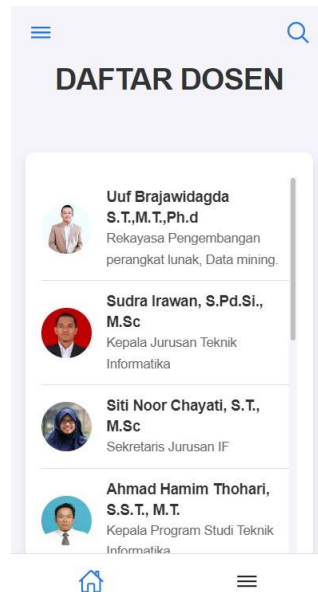 DAFTAR DOSEN
Uuf Brajawidagda
S.T.,M.T.,Ph.d
Rekayasa Pengembangan
perangkat lunak, Data mining.
Sudra Irawan, S.Pd.Si.,
M.Sc
Kepala Jurusan Teknik
Informatika
Siti Noor Chayati, S.T.,
M.Sc
Sekretaris Jurusan IF
Ahmad Hamim Thohari,
S.S.T., M.T.
Kepala Program Studi Teknik
Informatika